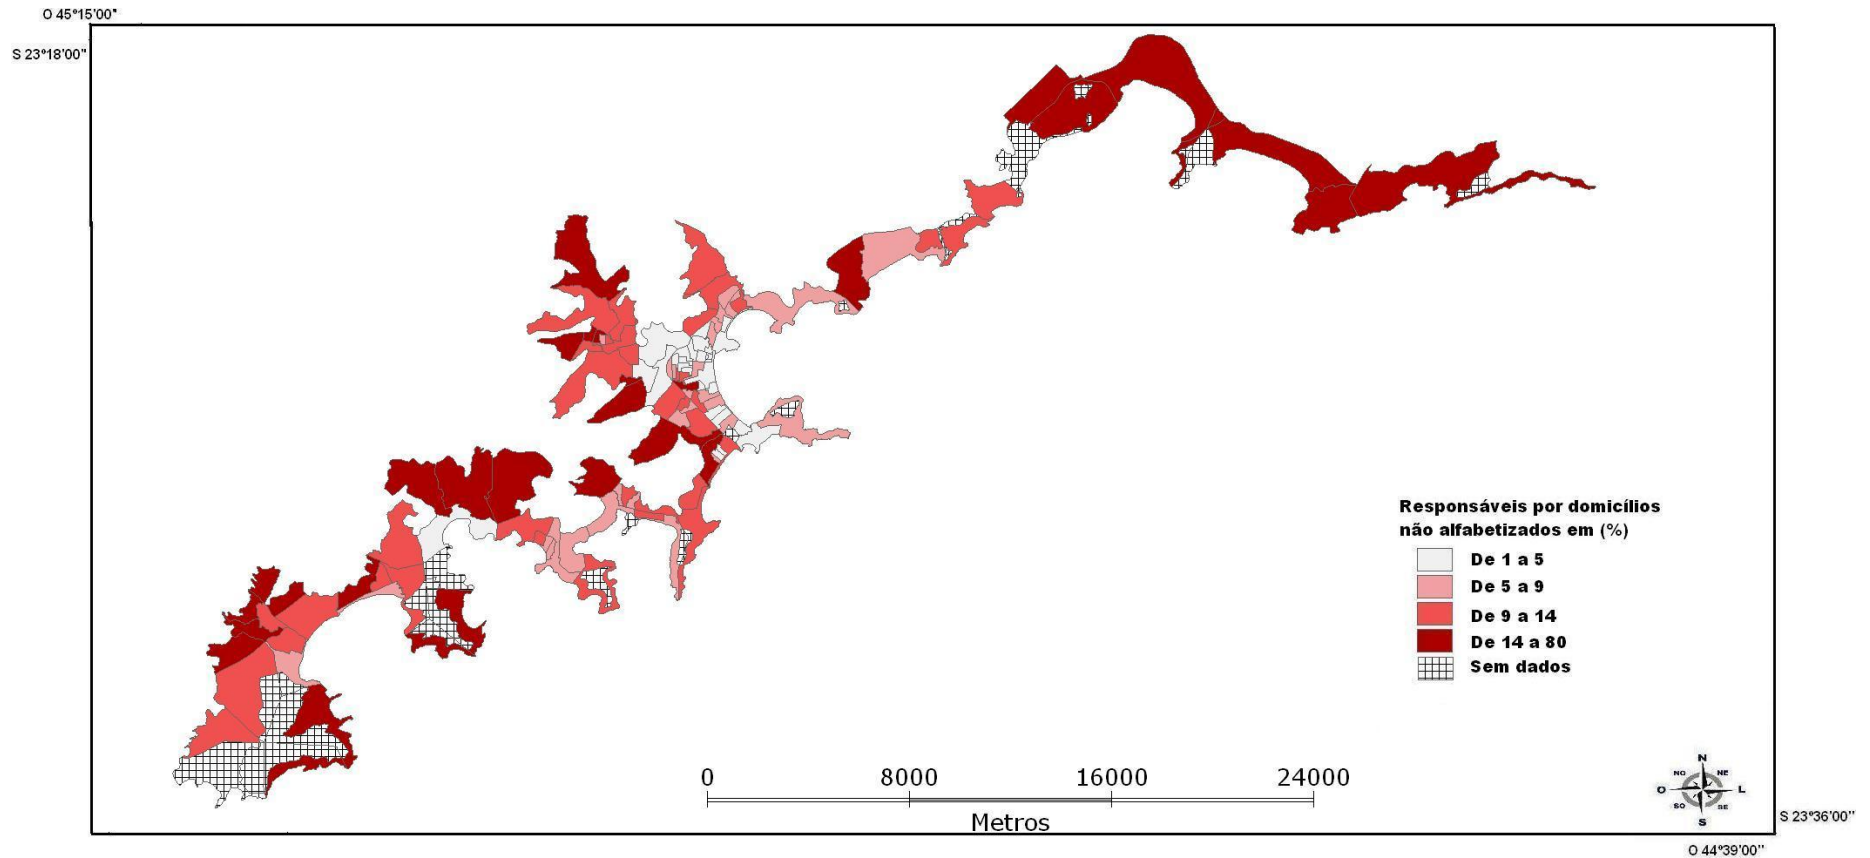 O 45°15'00"
S 23°18'00"
Responsáveis por domicílios
não alfabetizados em (%)
De 1 a 5
De 5 a 9
De 9 a 14
De 14 a 80
Sem dados
0 8000 16000 24000
Metros
N
NO NE
O L
SO SE
S
S 23°36'00"
O 44°39'00"